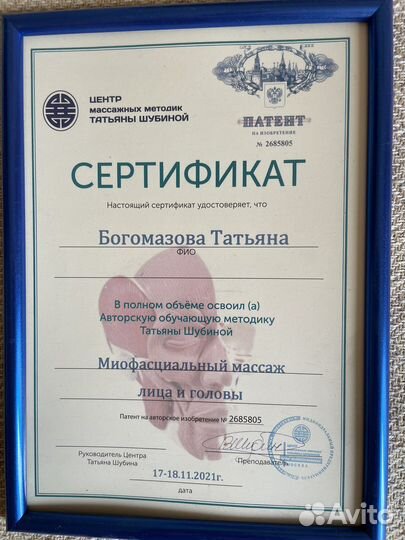 ЦЕНТР
массажных методик
ТАТЬЯНЫ ШУБИНОЙ
ПАТЕНТ
НА ИЗОБРЕТЕНИЕ
№ 2685805
СЕРТИФИКАТ
Настоящий сертификат удостоверяет, что
Богомазова Татьяна
ФИО
В полном объёме освоил (а)
Авторскую обучающую методику
Татьяны Шубиной
Миофасциальный массаж
лица и головы
Патент на авторское изобретение № 2685805
Руководитель Центра
Татьяна Шубина
Преподаватель
17-18.11.2021г.
дата
Avito